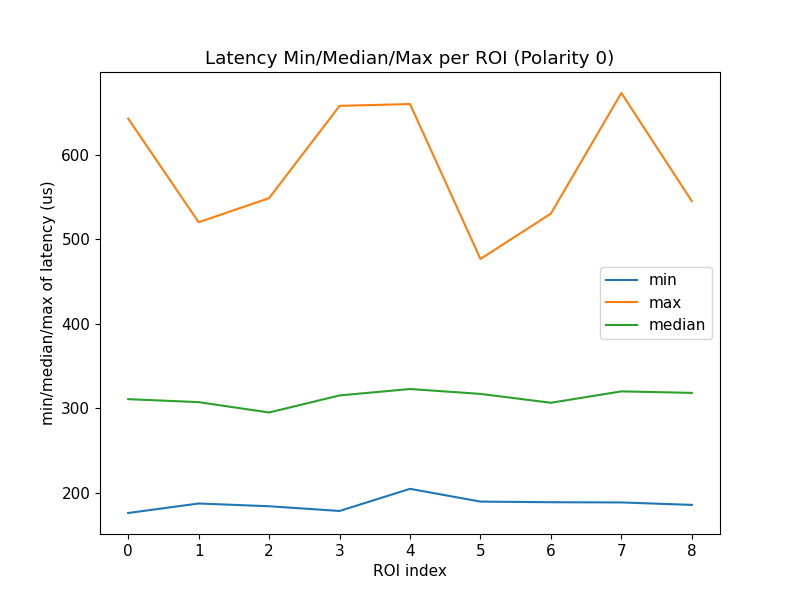 Latency Min/Median/Max per ROI (Polarity 0)
min/median/max of latency (us)
600
500
400
300
200
min
max
median
0 1 2 3 4 5 6 7 8
ROI index